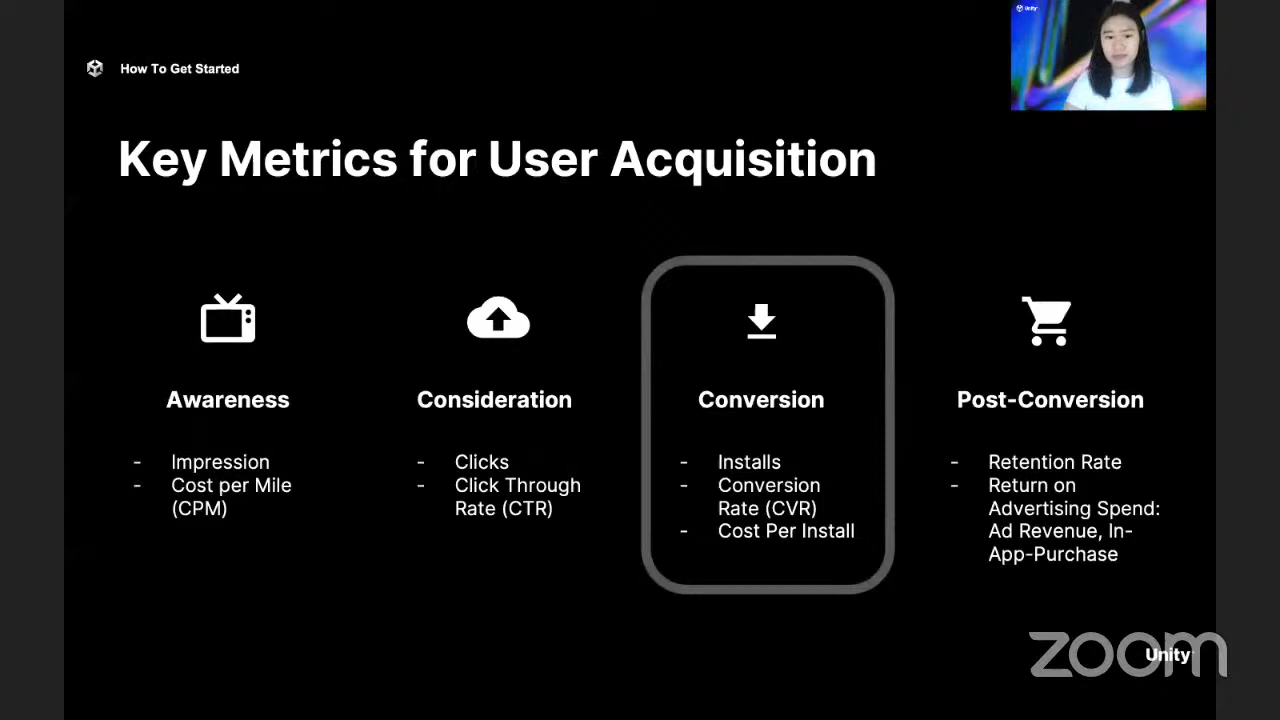 Unity
How To Get Started
Key Metrics for User Acquisition
Awareness
- Impression
- Cost per Mile
(CPM)
Consideration
- Clicks
- Click Through
Rate (CTR)
Conversion
- Installs
- Conversion
Rate (CVR)
- Cost Per Install
Post-Conversion
- Retention Rate
- Return on
Advertising Spend:
Ad Revenue, In-
App-Purchase
zoom
Unity